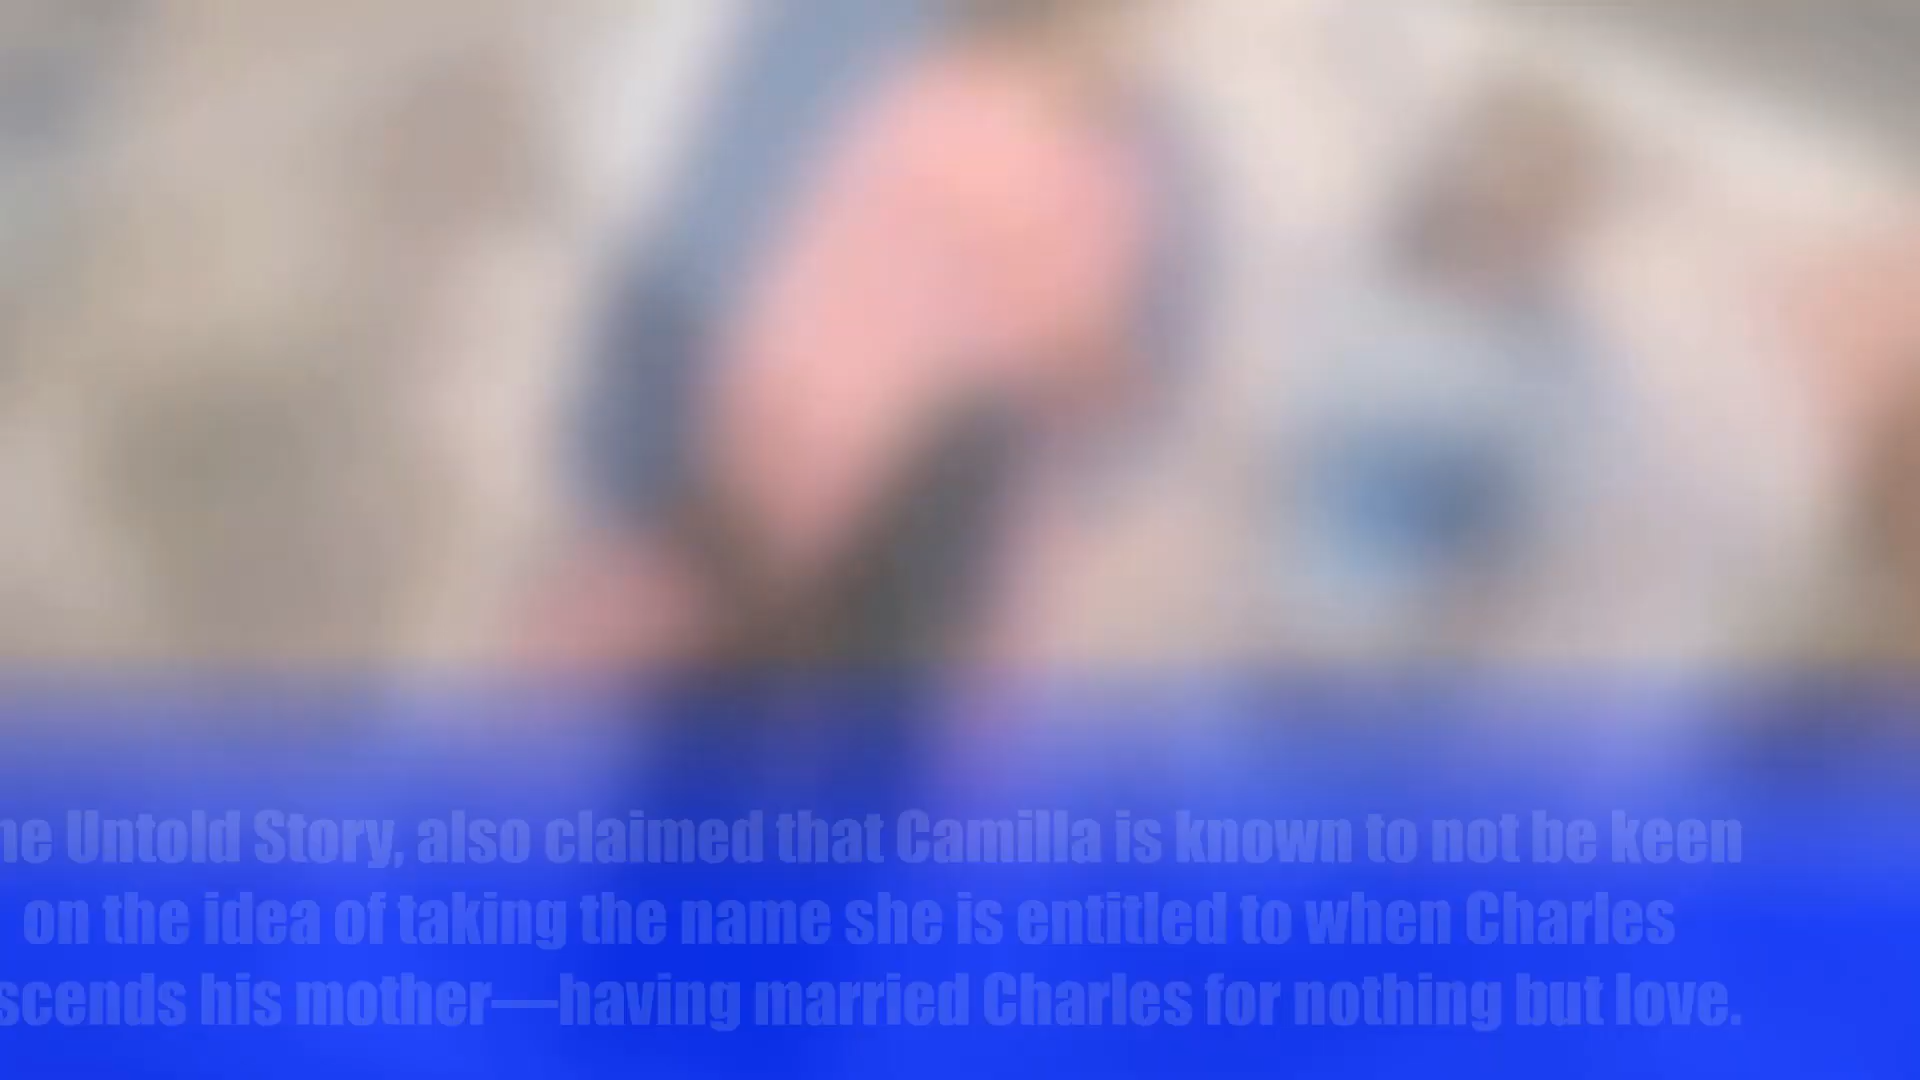 he Untold Story, also claimed that Camilla is known to not be keen
on the idea of taking the name she is entitled to when Charles
scends his mother—having married Charles for nothing but love.